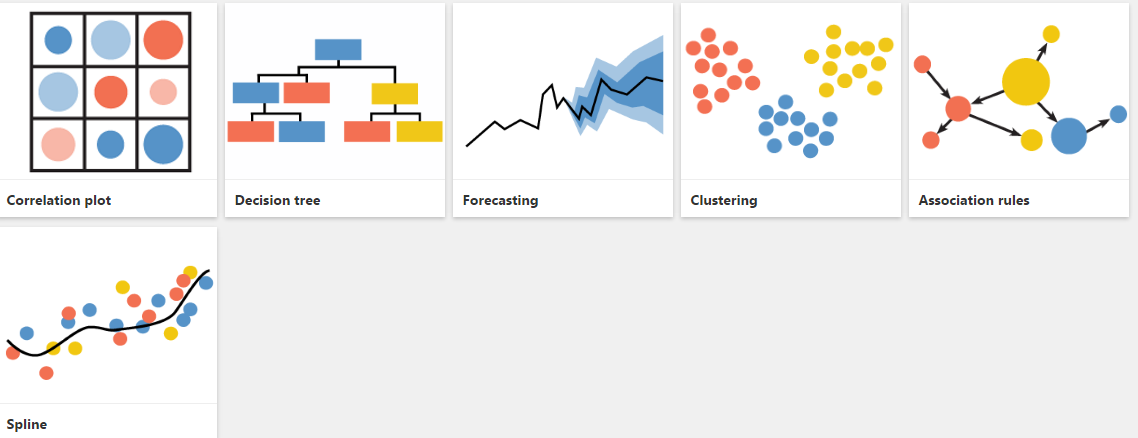 Correlation plot
Decision tree
Forecasting
Clustering
Association rules
Spline